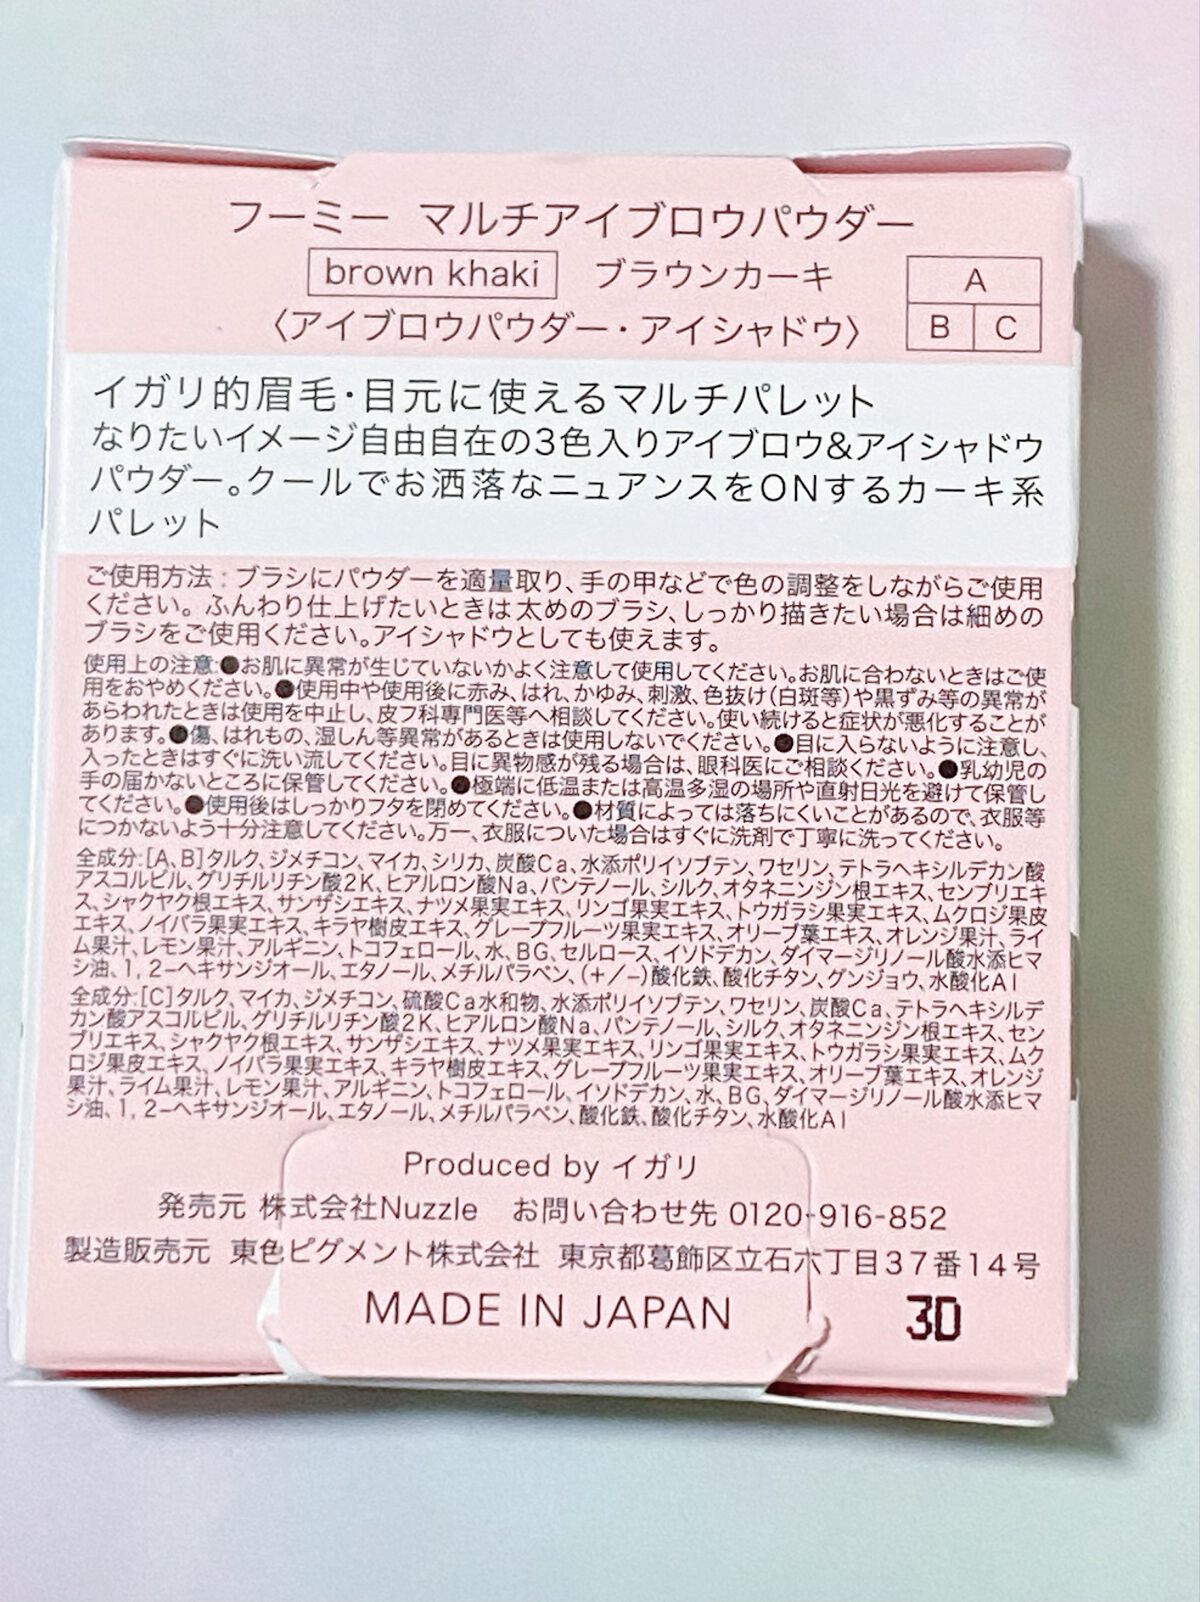 フーミー マルチアイブロウパウダー
brown khaki ブラウンカーキ
〈アイブロウパウダー・アイシャドウ〉
A
B C
イガリ的眉毛・目元に使えるマルチパレット
なりたいイメージ自由自在の3色入りアイブロウ&アイシャドウ
パウダー。クールでお洒落なニュアンスをONするカーキ系
パレット
ご使用方法：ブラシにパウダーを適量取り、手の甲などで色の調整をしながらご使用
ください。ふんわり仕上げたいときは太めのブラシ、しっかり描きたい場合は細めの
ブラシをご使用ください。アイシャドウとしても使えます。
使用上の注意:●お肌に異常が生じていないかよく注意して使用してください。お肌に合わないときはご使
用をおやめください。●使用中や使用後に赤み、はれ、かゆみ、刺激、色抜け(白斑等)や黒ずみ等の異常が
あらわれたときは使用を中止し、皮フ科専門医等へ相談してください。使い続けると症状が悪化することが
あります。●傷、はれもの、湿しん等異常があるときは使用しないでください。●目に入らないように注意し、
入ったときはすぐに洗い流してください。目に異物感が残る場合は、眼科医にご相談ください。●乳幼児の
手の届かないところに保管してください。●極端に低温または高温多湿の場所や直射日光を避けて保管し
てください。●使用後はしっかりフタを閉めてください。●材質によっては落ちにくいことがあるので、衣服等
につかないよう十分注意してください。万一、衣服についた場合はすぐに洗剤で丁寧に洗ってください。
全成分:[A、B]タルク、ジメチコン、マイカ、シリカ、炭酸Ca、水添ポリイソブテン、ワセリン、テトラヘキシルデカン酸
アスコルビル、グリチルリチン酸2K、ヒアルロン酸Na、パンテノール、シルク、オタネニンジン根エキス、センブリエキ
ス、シャクヤク根エキス、サンザシエキス、ナツメ果実エキス、リンゴ果実エキス、トウガラシ果実エキス、ムクロジ果皮
エキス、ノイバラ果実エキス、キラヤ樹皮エキス、グレープフルーツ果実エキス、オリーブ葉エキス、オレンジ果汁、ライ
ム果汁、レモン果汁、アルギニン、トコフェロール、水、BG、セルロース、イソドデカン、ダイマージリノール酸水添ヒマ
シ油、1,2-ヘキサンジオール、エタノール、メチルパラベン、(+/-)酸化鉄、酸化チタン、グンジョウ、水酸化Al
全成分:[C]タルク、マイカ、ジメチコン、硫酸Ca水和物、水添ポリイソブテン、ワセリン、炭酸Ca、テトラヘキシルデ
カン酸アスコルビル、グリチルリチン酸2K、ヒアルロン酸Na、パンテノール、シルク、オタネニンジン根エキス、セン
ブリエキス、シャクヤク根エキス、サンザシエキス、ナツメ果実エキス、リンゴ果実エキス、トウガラシ果実エキス、ムク
ロジ果皮エキス、ノイバラ果実エキス、キラヤ樹皮エキス、グレープフルーツ果実エキス、オリーブ葉エキス、オレンジ
果汁、ライム果汁、レモン果汁、アルギニン、トコフェロール、イソドデカン、水、BG、ダイマージリノール酸水添ヒマ
シ油、1,2-ヘキサンジオール、エタノール、メチルパラベン、酸化鉄、酸化チタン、水酸化Al
Produced by イガリ
発売元 株式会社Nuzzle お問い合わせ先 0120-916-852
製造販売元 東色ピグメント株式会社 東京都葛飾区立石六丁目37番14号
MADE IN JAPAN
30